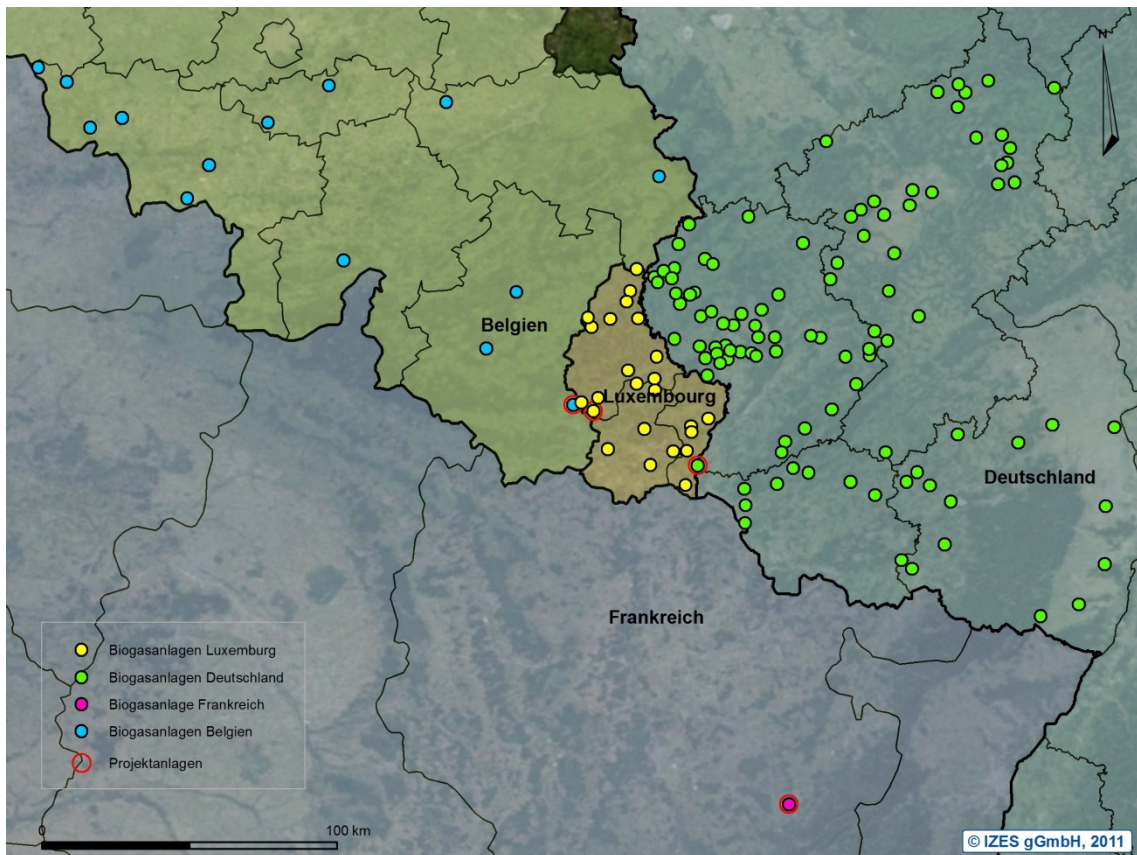 N
Belgien
Luxembourg
Deutschland
Frankreich
Biogasanlagen Luxemburg
Biogasanlagen Deutschland
Biogasanlage Frankreich
Biogasanlagen Belgien
Projektanlagen
0 100 km
© IZES gGmbH, 2011